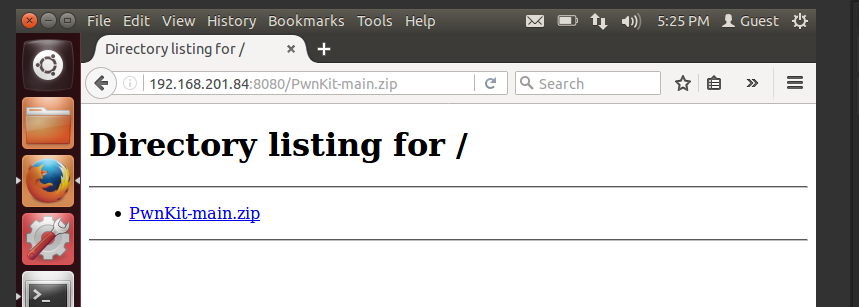 File Edit View History Bookmarks Tools Help 5:25 PM Guest
Directory listing for /
192.168.201.84:8080/PwnKit-main.zip Search
Directory listing for /
PwnKit-main.zip